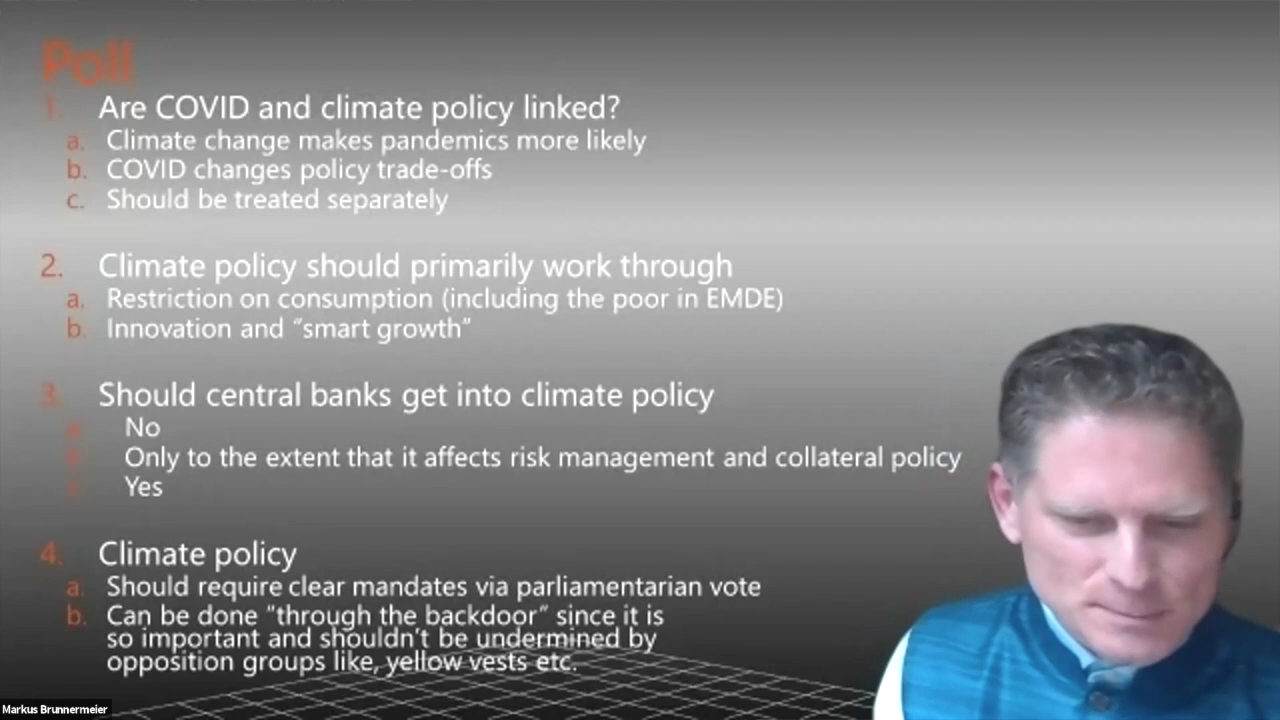 Poll
1. Are COVID and climate policy linked?
a. Climate change makes pandemics more likely
b. COVID changes policy trade-offs
c. Should be treated separately
2. Climate policy should primarily work through
a. Restriction on consumption (including the poor in EMDE)
b. Innovation and “smart growth”
3. Should central banks get into climate policy
a. No
b. Only to the extent that it affects risk management and collateral policy
c. Yes
4. Climate policy
a. Should require clear mandates via parliamentarian vote
b. Can be done “through the backdoor” since it is
so important and shouldn’t be undermined by
opposition groups like, yellow vests etc.
Markus Brunnermeier